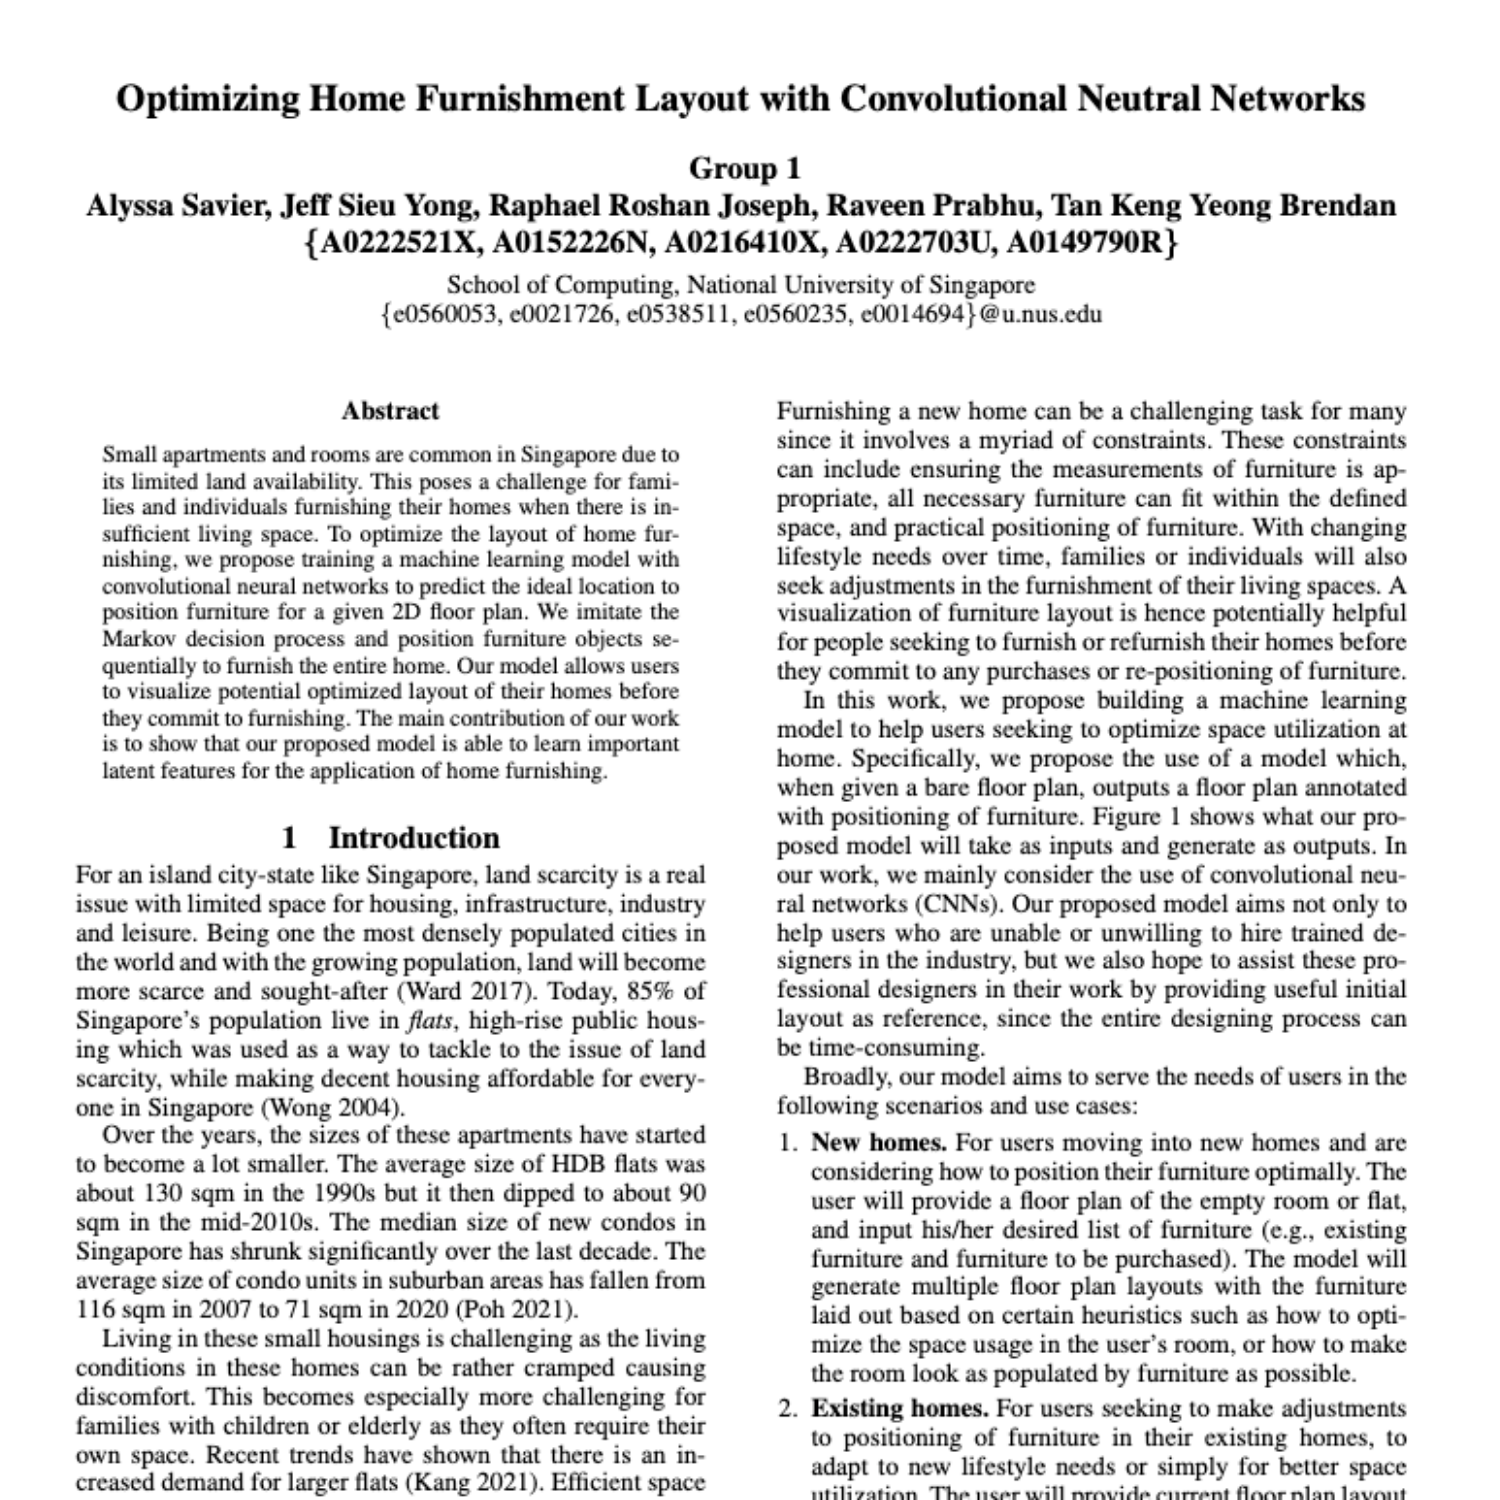 Optimizing Home Furnishment Layout with Convolutional Neutral Networks
Group 1
Alyssa Savier, Jeff Sieu Yong, Raphael Roshan Joseph, Raveen Prabhu, Tan Keng Yeong Brendan
{A0222521X, A0152226N, A0216410X, A0222703U, A0149790R}
School of Computing, National University of Singapore
{e0560053, e0021726, e0538511, e0560235, e0014694}@u.nus.edu
Abstract
Small apartments and rooms are common in Singapore due to
its limited land availability. This poses a challenge for fami-
lies and individuals furnishing their homes when there is in-
sufficient living space. To optimize the layout of home fur-
nishing, we propose training a machine learning model with
convolutional neural networks to predict the ideal location to
position furniture for a given 2D floor plan. We imitate the
Markov decision process and position furniture objects se-
quentially to furnish the entire home. Our model allows users
to visualize potential optimized layout of their homes before
they commit to furnishing. The main contribution of our work
is to show that our proposed model is able to learn important
latent features for the application of home furnishing.
1 Introduction
For an island city-state like Singapore, land scarcity is a real
issue with limited space for housing, infrastructure, industry
and leisure. Being one the most densely populated cities in
the world and with the growing population, land will become
more scarce and sought-after (Ward 2017). Today, 85% of
Singapore's population live in flats, high-rise public hous-
ing which was used as a way to tackle to the issue of land
scarcity, while making decent housing affordable for every-
one in Singapore (Wong 2004).
Over the years, the sizes of these apartments have started
to become a lot smaller. The average size of HDB flats was
about 130 sqm in the 1990s but it then dipped to about 90
sqm in the mid-2010s. The median size of new condos in
Singapore has shrunk significantly over the last decade. The
average size of condo units in suburban areas has fallen from
116 sqm in 2007 to 71 sqm in 2020 (Poh 2021).
Living in these small housings is challenging as the living
conditions in these homes can be rather cramped causing
discomfort. This becomes especially more challenging for
families with children or elderly as they often require their
own space. Recent trends have shown that there is an in-
creased demand for larger flats (Kang 2021). Efficient space
Furnishing a new home can be a challenging task for many
since it involves a myriad of constraints. These constraints
can include ensuring the measurements of furniture is ap-
propriate, all necessary furniture can fit within the defined
space, and practical positioning of furniture. With changing
lifestyle needs over time, families or individuals will also
seek adjustments in the furnishment of their living spaces. A
visualization of furniture layout is hence potentially helpful
for people seeking to furnish or refurnish their homes before
they commit to any purchases or re-positioning of furniture.
In this work, we propose building a machine learning
model to help users seeking to optimize space utilization at
home. Specifically, we propose the use of a model which,
when given a bare floor plan, outputs a floor plan annotated
with positioning of furniture. Figure 1 shows what our pro-
posed model will take as inputs and generate as outputs. In
our work, we mainly consider the use of convolutional neu-
ral networks (CNNs). Our proposed model aims not only to
help users who are unable or unwilling to hire trained de-
signers in the industry, but we also hope to assist these pro-
fessional designers in their work by providing useful initial
layout as reference, since the entire designing process can
be time-consuming.
Broadly, our model aims to serve the needs of users in the
following scenarios and use cases:
1. New homes. For users moving into new homes and are
considering how to position their furniture optimally. The
user will provide a floor plan of the empty room or flat,
and input his/her desired list of furniture (e.g., existing
furniture and furniture to be purchased). The model will
generate multiple floor plan layouts with the furniture
laid out based on certain heuristics such as how to opti-
mize the space usage in the user's room, or how to make
the room look as populated by furniture as possible.
2. Existing homes. For users seeking to make adjustments
to positioning of furniture in their existing homes, to
adapt to new lifestyle needs or simply for better space
utilization. The user will provide current floor plan layout